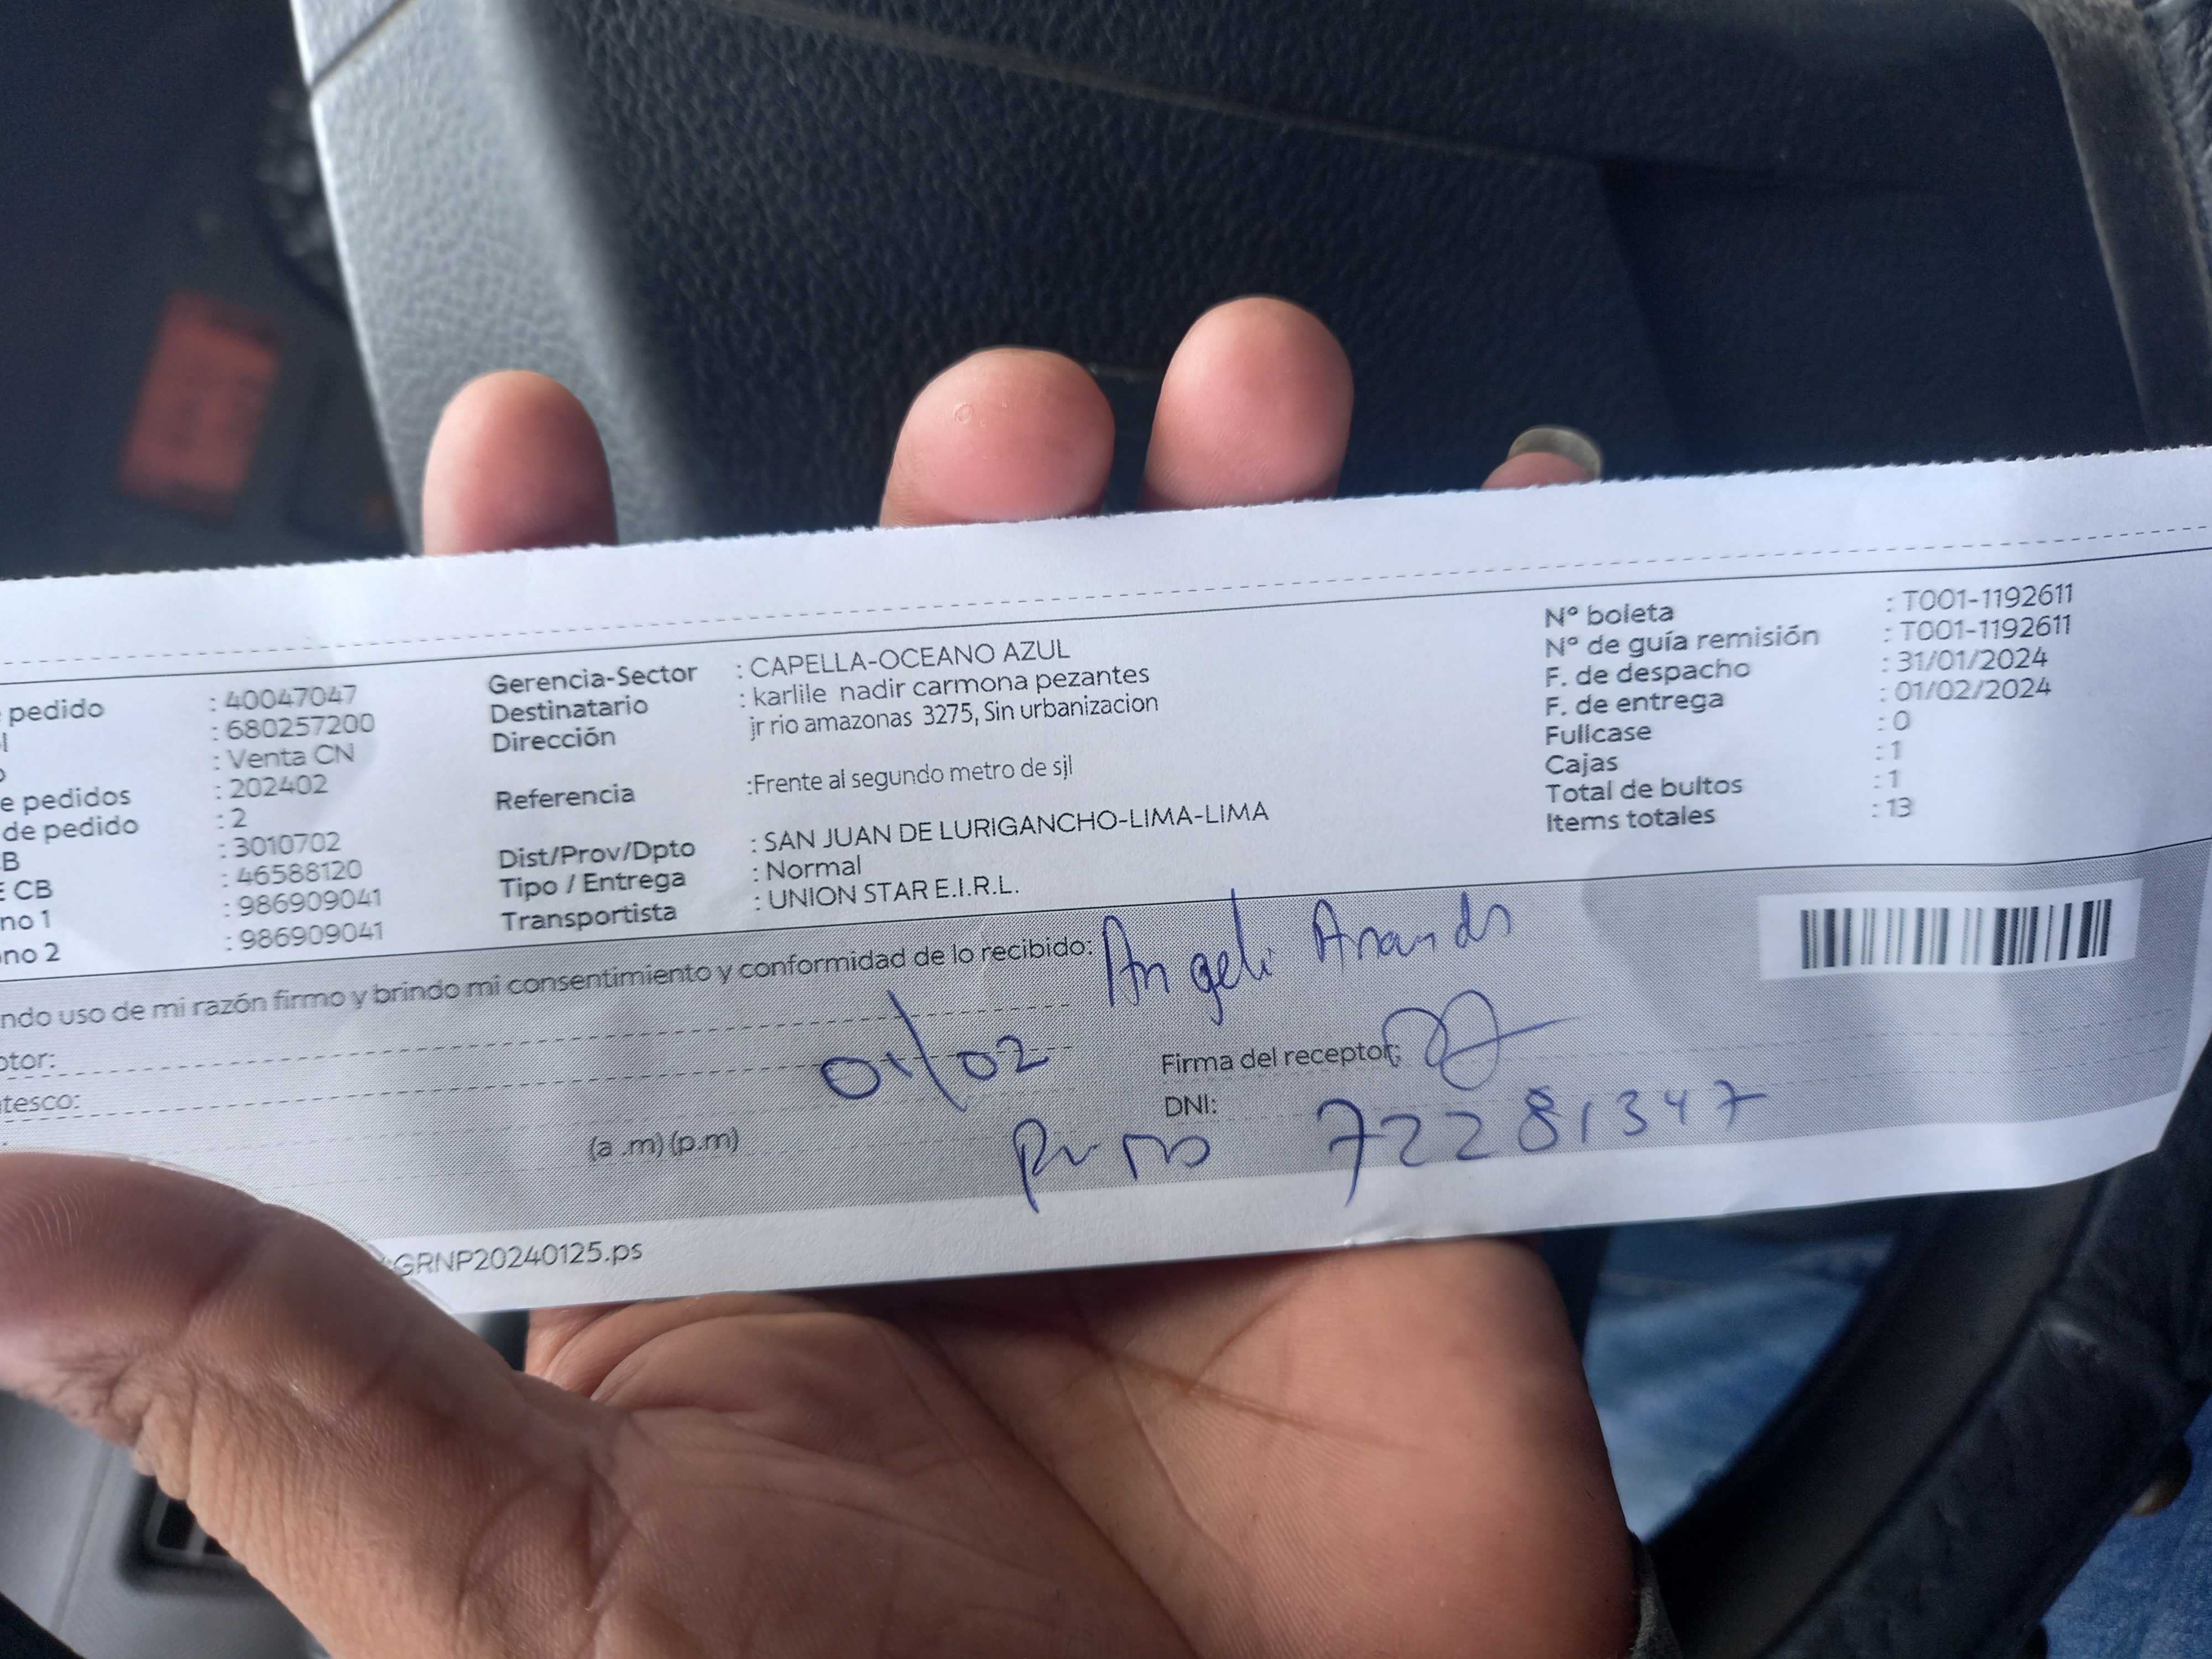 pedido : 40047047
: 680257200
: Venta CN
e pedidos : 202402
de pedido : 2
B : 3010702
E CB : 46588120
no 1 : 986909041
no 2 : 986909041
Gerencia-Sector : CAPELLA-OCEANO AZUL
Destinatario : karlile nadir carmona pezantes
Dirección jr rio amazonas 3275, Sin urbanizacion
Referencia :Frente al segundo metro de sjl
Dist/Prov/Dpto : SAN JUAN DE LURIGANCHO-LIMA-LIMA
Tipo / Entrega : Normal
Transportista : UNION STAR E.I.R.L.
Nº boleta : T001-1192611
Nº de guía remisión : T001-1192611
F. de despacho : 31/01/2024
F. de entrega : 01/02/2024
Fullcase : 0
Cajas : 1
Total de bultos : 1
Items totales : 13
ndo uso de mi razón firmo y brindo mi consentimiento y conformidad de lo recibido: Angeli
otor:
tesco:
01/02
Firma del receptor:
DNI: 72281347
(a .m) (p.m)
GRNP20240125.ps